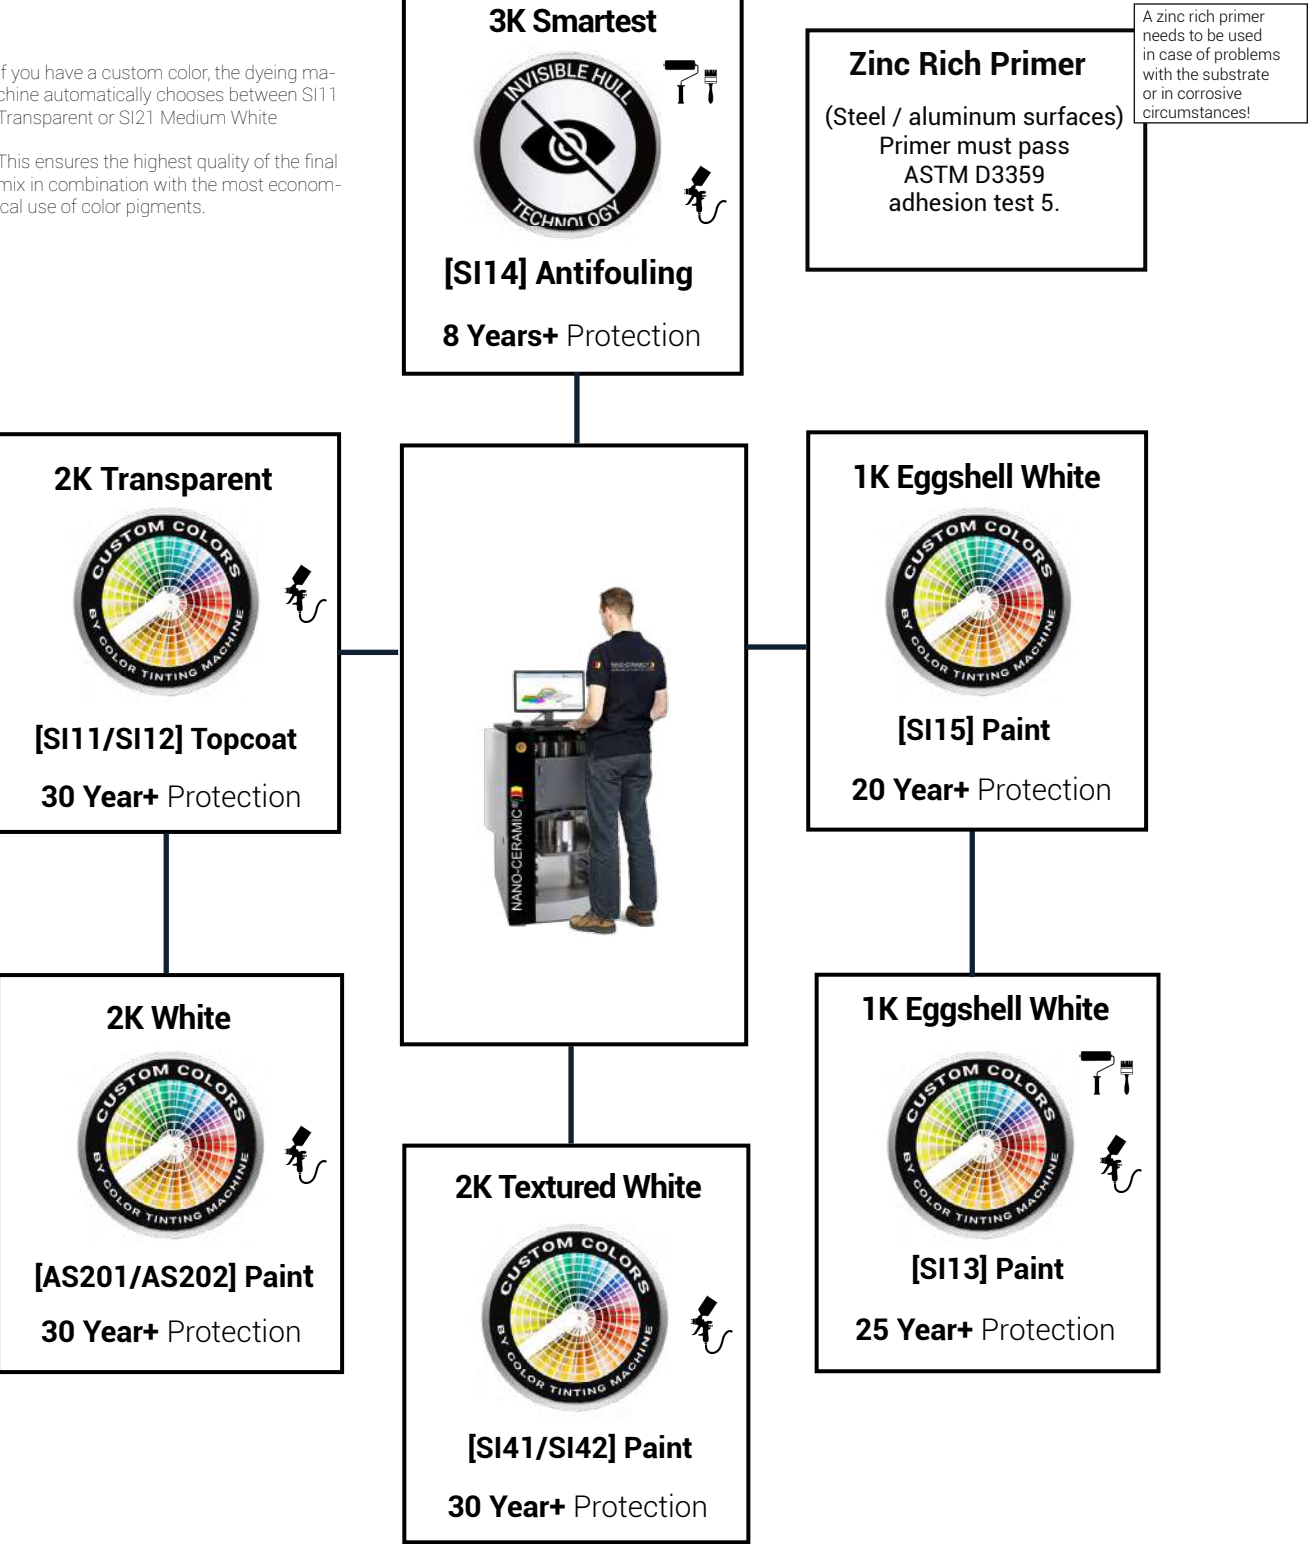 3K Smartest
INVISIBLE HULL
TECHNOLOGY
[SI14] Antifouling
8 Years+ Protection
f you have a custom color, the dyeing ma-
chine automatically chooses between SI11
Transparent or SI21 Medium White
This ensures the highest quality of the final
mix in combination with the most econom-
cal use of color pigments.
Zinc Rich Primer
(Steel / aluminum surfaces)
Primer must pass
ASTM D3359
adhesion test 5.
A zinc rich primer
needs to be used
in case of problems
with the substrate
or in corrosive
circumstances!
2K Transparent
CUSTOM COLORS
BY COLOR TINTING MACHINE
[SI11/SI12] Topcoat
30 Year+ Protection
NANO-CERAMIC
NANO-CERAMIC
1K Eggshell White
CUSTOM COLORS
BY COLOR TINTING MACHINE
[SI15] Paint
20 Year+ Protection
2K White
CUSTOM COLORS
BY COLOR TINTING MACHINE
[AS201/AS202] Paint
30 Year+ Protection
2K Textured White
CUSTOM COLORS
BY COLOR TINTING MACHINE
[SI41/SI42] Paint
30 Year+ Protection
1K Eggshell White
CUSTOM COLORS
BY COLOR TINTING MACHINE
[SI13] Paint
25 Year+ Protection